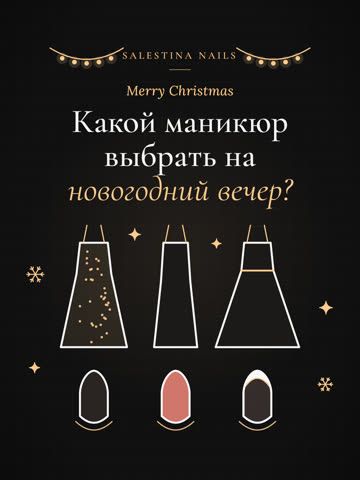 SALESTINA NAILS
Merry Christmas
Какой маникюр
выбрать на
новогодний вечер?